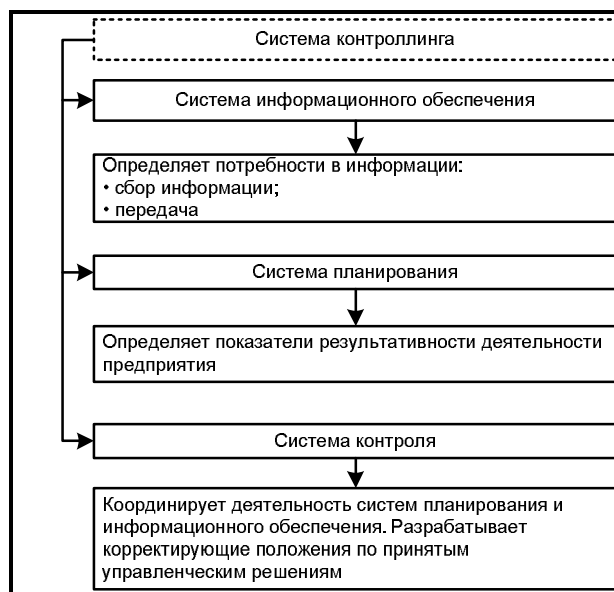 Система контроллинга
Система информационного обеспечения
Определяет потребности в информации:
• сбор информации;
• передача
Система планирования
Определяет показатели результативности деятельности
предприятия
Система контроля
Координирует деятельность систем планирования и
информационного обеспечения. Разрабатывает
корректирующие положения по принятым
управленческим решениям